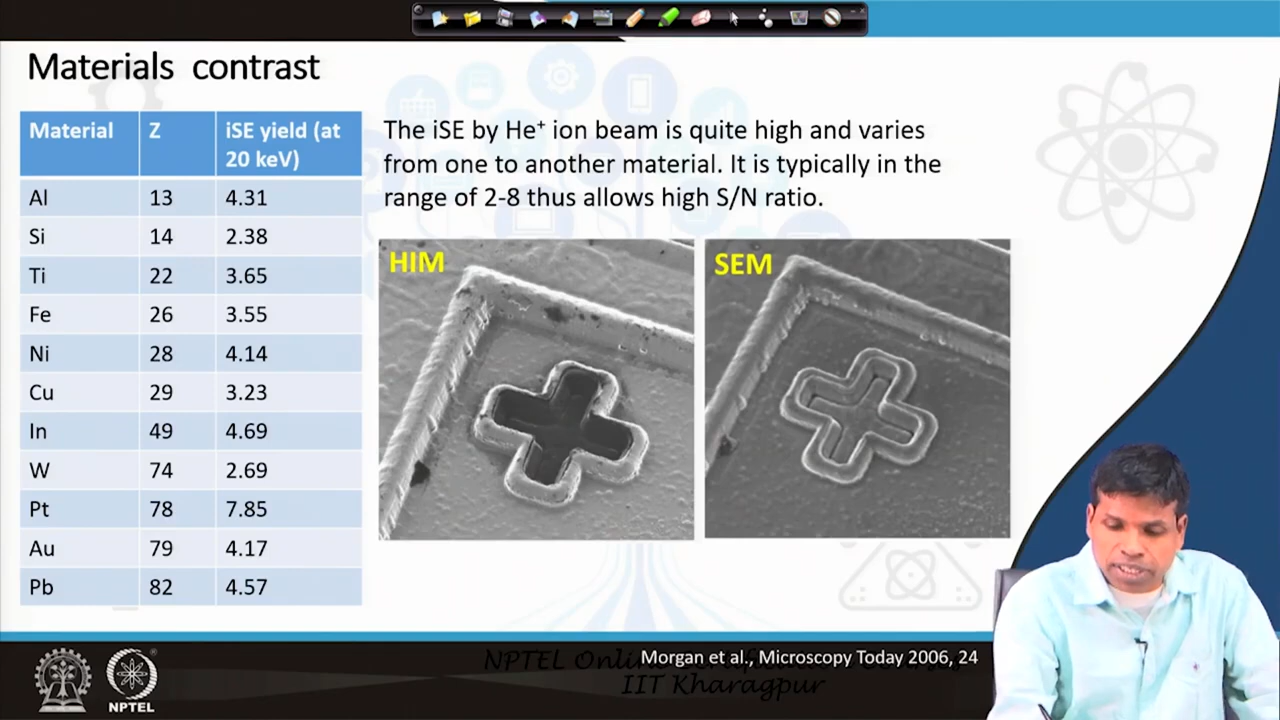 Materials contrast
Material Z iSE yield (at 20 keV)
Al 13 4.31
Si 14 2.38
Ti 22 3.65
Fe 26 3.55
Ni 28 4.14
Cu 29 3.23
In 49 4.69
W 74 2.69
Pt 78 7.85
Au 79 4.17
Pb 82 4.57
The iSE by He⁺ ion beam is quite high and varies
from one to another material. It is typically in the
range of 2-8 thus allows high S/N ratio.
HIM
SEM
NPTEL
NPTEL Online
Morgan et al., Microscopy Today 2006, 24
IIT Kharagpur